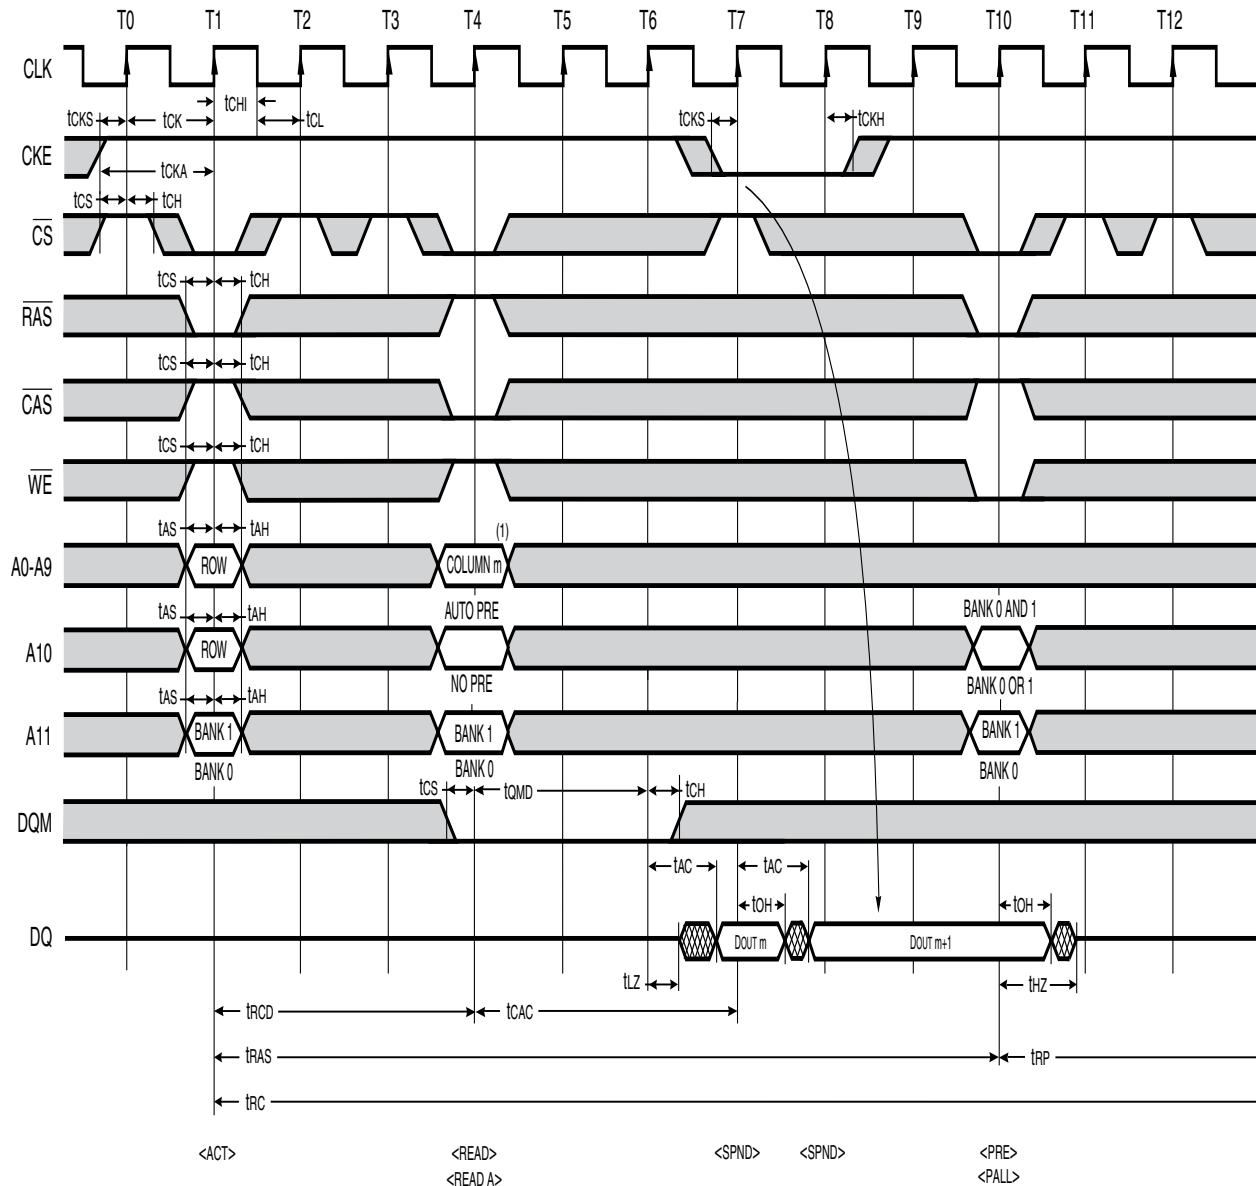 T0 T1 T2 T3 T4 T5 T6 T7 T8 T9 T10 T11 T12
CLK
tCHI
tCKS tCK tCL tCKS tCKH
CKE
tCKA
tCS tCH
CS
tCS tCH
RAS
tCS tCH
CAS
tCS tCH
WE
tAS tAH (1)
A0-A9 ROW COLUMN m
tAS tAH AUTO PRE BANK 0 AND 1
A10 ROW
NO PRE BANK 0 OR 1
tAS tAH
A11 BANK 1 BANK 1 BANK 1
BANK 0 BANK 0 BANK 0
tCS tQMD tCH
DQM
tAC tAC
tOH tOH
DQ DOUT m DOUT m+1
tLZ tHZ
tRCD tCAC
tRAS tRP
tRC
<ACT> <READ> <SPND> <SPND> <PRE>
<READ A> <PALL>